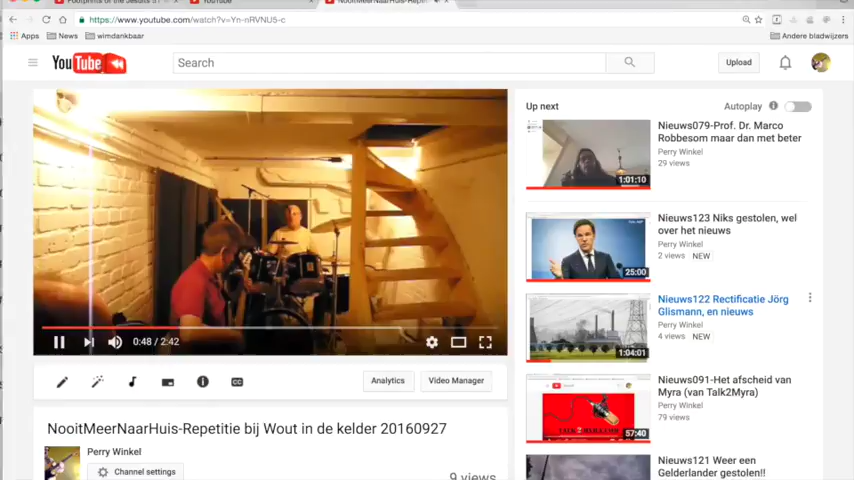 YouTube
NooitMeerNaarHuis-Repeti
https://www.youtube.com/watch?v=Yn-nRVNU5-c
Apps
News
wimdankbaar
Andere bladwijzers
YouTube
Search
Upload
Up next
Autoplay
Nieuws079-Prof. Dr. Marco
Robbesom maar dan met beter
Perry Winkel
29 views
1:01:10
Nieuws123 Niks gestolen, wel
over het nieuws
Perry Winkel
2 views NEW
25:00
Nieuws122 Rectificatie Jörg
Glismann, en nieuws
Perry Winkel
4 views NEW
1:04:01
Nieuws091-Het afscheid van
Myra (van Talk2Myra)
Perry Winkel
79 views
57:40
Nieuws121 Weer een
Gelderlander gestolen!!
0:48 / 2:42
CC
Analytics
Video Manager
NooitMeerNaarHuis-Repetitie bij Wout in de kelder 20160927
Perry Winkel
Channel settings
9 views